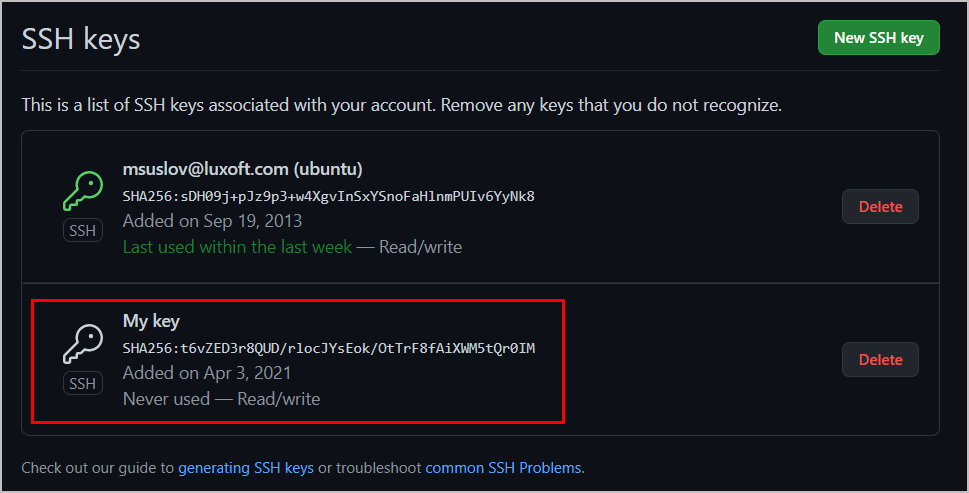 SSH keys
New SSH key
This is a list of SSH keys associated with your account. Remove any keys that you do not recognize.
msuslov@luxoft.com (ubuntu)
SHA256:sDH09j+pJz9p3+w4XgvInSxYSnoFaHlnmPUIv6YyNk8
SSH
Added on Sep 19, 2013
Last used within the last week — Read/write
Delete
My key
SHA256:t6vZED3r8QUD/rlocJYsEok/OtTrF8fAiXWM5tQr0IM
SSH
Added on Apr 3, 2021
Never used — Read/write
Delete
Check out our guide to generating SSH keys or troubleshoot common SSH Problems.